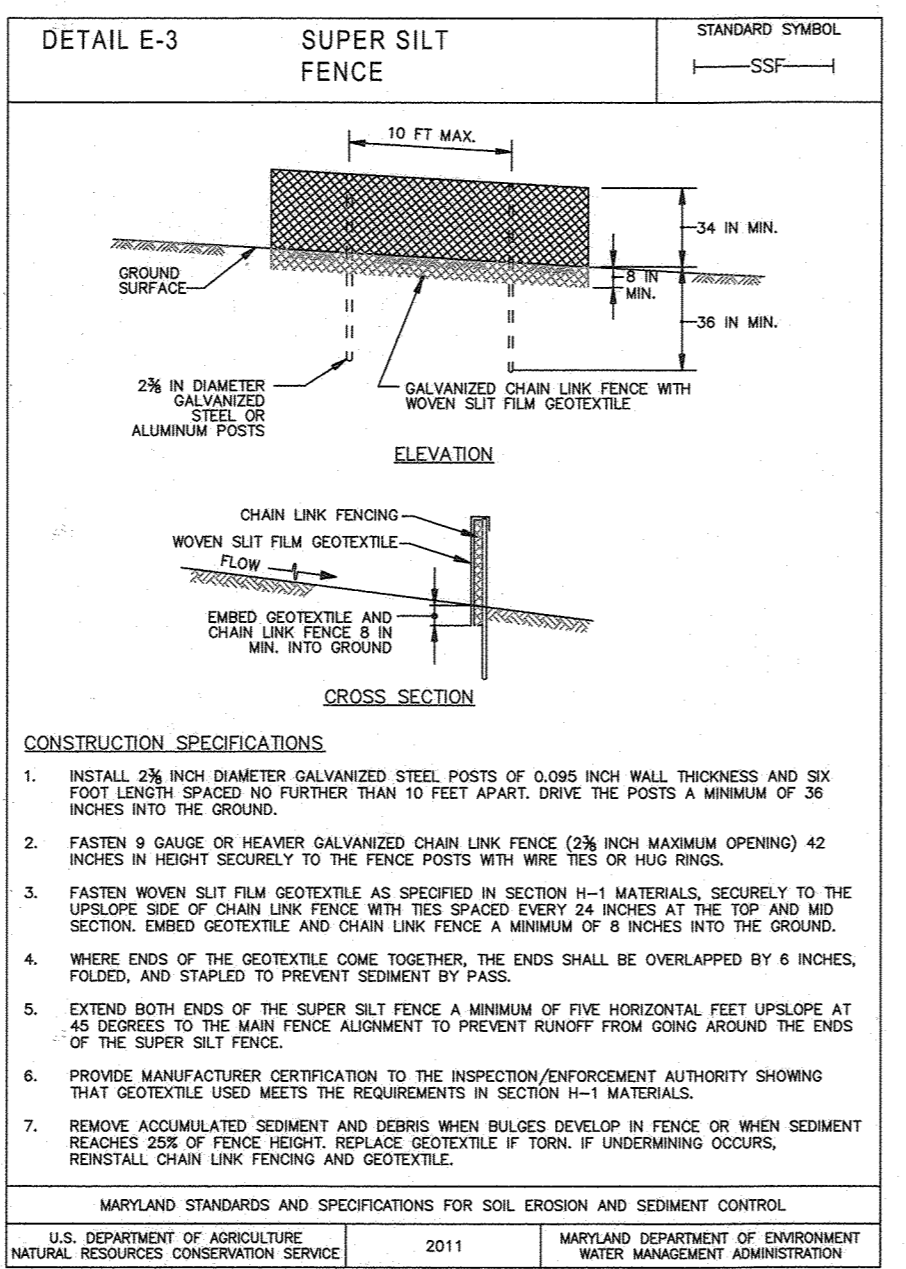 DETAIL E-3
SUPER SILT
FENCE
STANDARD SYMBOL
SSF
10 FT MAX.
34 IN MIN.
GROUND
SURFACE
8 IN
MIN.
36 IN MIN.
2⅜ IN DIAMETER
GALVANIZED
STEEL OR
ALUMINUM POSTS
GALVANIZED CHAIN LINK FENCE WITH
WOVEN SLIT FILM GEOTEXTILE
ELEVATION
CHAIN LINK FENCING
WOVEN SLIT FILM GEOTEXTILE
FLOW
EMBED GEOTEXTILE AND
CHAIN LINK FENCE 8 IN
MIN. INTO GROUND
CROSS SECTION
CONSTRUCTION SPECIFICATIONS
1. INSTALL 2⅜ INCH DIAMETER GALVANIZED STEEL POSTS OF 0.095 INCH WALL THICKNESS AND SIX
FOOT LENGTH SPACED NO FURTHER THAN 10 FEET APART. DRIVE THE POSTS A MINIMUM OF 36
INCHES INTO THE GROUND.
2. FASTEN 9 GAUGE OR HEAVIER GALVANIZED CHAIN LINK FENCE (2⅜ INCH MAXIMUM OPENING) 42
INCHES IN HEIGHT SECURELY TO THE FENCE POSTS WITH WIRE TIES OR HUG RINGS.
3. FASTEN WOVEN SLIT FILM GEOTEXTILE AS SPECIFIED IN SECTION H-1 MATERIALS, SECURELY TO THE
UPSLOPE SIDE OF CHAIN LINK FENCE WITH TIES SPACED EVERY 24 INCHES AT THE TOP AND MID
SECTION. EMBED GEOTEXTILE AND CHAIN LINK FENCE A MINIMUM OF 8 INCHES INTO THE GROUND.
4. WHERE ENDS OF THE GEOTEXTILE COME TOGETHER, THE ENDS SHALL BE OVERLAPPED BY 6 INCHES,
FOLDED, AND STAPLED TO PREVENT SEDIMENT BY PASS.
5. EXTEND BOTH ENDS OF THE SUPER SILT FENCE A MINIMUM OF FIVE HORIZONTAL FEET UPSLOPE AT
45 DEGREES TO THE MAIN FENCE ALIGNMENT TO PREVENT RUNOFF FROM GOING AROUND THE ENDS
OF THE SUPER SILT FENCE.
6. PROVIDE MANUFACTURER CERTIFICATION TO THE INSPECTION/ENFORCEMENT AUTHORITY SHOWING
THAT GEOTEXTILE USED MEETS THE REQUIREMENTS IN SECTION H-1 MATERIALS.
7. REMOVE ACCUMULATED SEDIMENT AND DEBRIS WHEN BULGES DEVELOP IN FENCE OR WHEN SEDIMENT
REACHES 25% OF FENCE HEIGHT. REPLACE GEOTEXTILE IF TORN. IF UNDERMINING OCCURS,
REINSTALL CHAIN LINK FENCING AND GEOTEXTILE.
MARYLAND STANDARDS AND SPECIFICATIONS FOR SOIL EROSION AND SEDIMENT CONTROL
U.S. DEPARTMENT OF AGRICULTURE
NATURAL RESOURCES CONSERVATION SERVICE
2011
MARYLAND DEPARTMENT OF ENVIRONMENT
WATER MANAGEMENT ADMINISTRATION